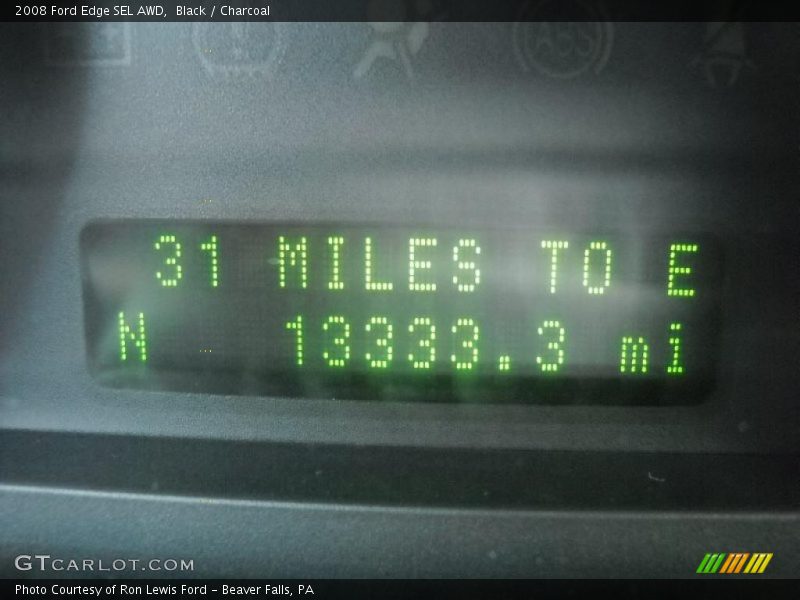 2008 Ford Edge SEL AWD, Black / Charcoal
ABS
31 MILES TO E
N 13333.3 mi
GTCARLOT.COM
Photo Courtesy of Ron Lewis Ford - Beaver Falls, PA